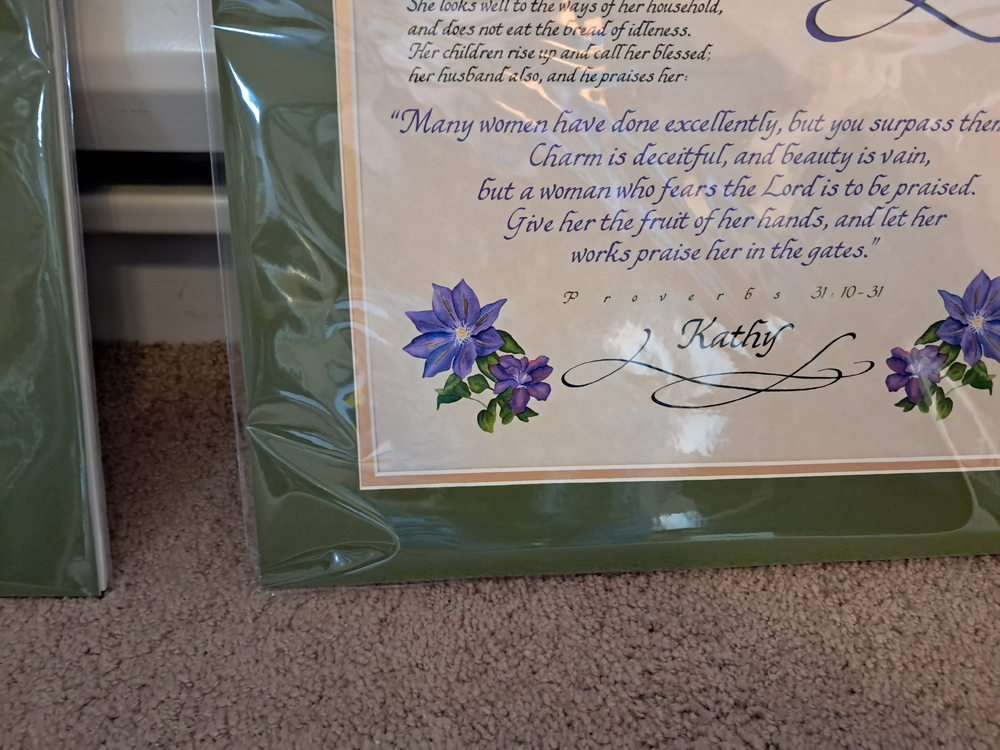 She looks well to the ways of her household,
and does not eat the bread of idleness.
Her children rise up and call her blessed;
her husband also, and he praises her:
“Many women have done excellently, but you surpass them
Charm is deceitful, and beauty is vain,
but a woman who fears the Lord is to be praised.
Give her the fruit of her hands, and let her
works praise her in the gates.”
Proverbs 31:10-31
Kathy